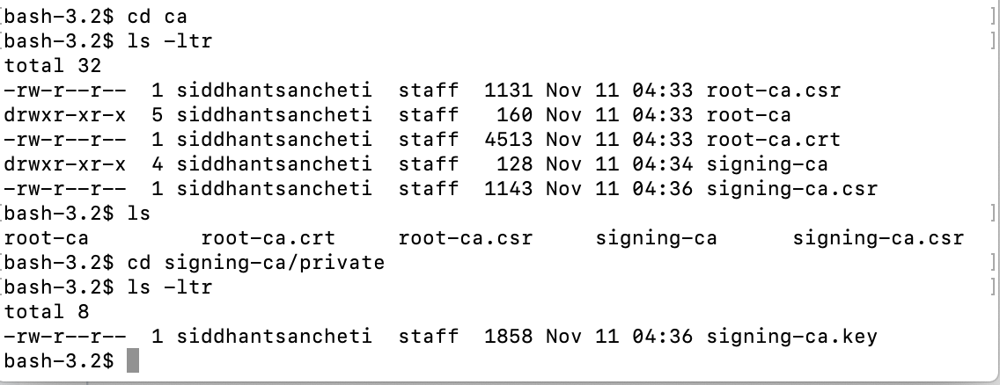 [bash-3.2$ cd ca ]
[bash-3.2$ ls -ltr ]
total 32
-rw-r--r--  1 siddhantsancheti  staff  1131 Nov 11 04:33 root-ca.csr
drwxr-xr-x  5 siddhantsancheti  staff   160 Nov 11 04:33 root-ca
-rw-r--r--  1 siddhantsancheti  staff  4513 Nov 11 04:33 root-ca.crt
drwxr-xr-x  4 siddhantsancheti  staff   128 Nov 11 04:34 signing-ca
-rw-r--r--  1 siddhantsancheti  staff  1143 Nov 11 04:36 signing-ca.csr
[bash-3.2$ ls ]
root-ca         root-ca.crt     root-ca.csr     signing-ca      signing-ca.csr
[bash-3.2$ cd signing-ca/private ]
[bash-3.2$ ls -ltr ]
total 8
-rw-r--r--  1 siddhantsancheti  staff  1858 Nov 11 04:36 signing-ca.key
bash-3.2$